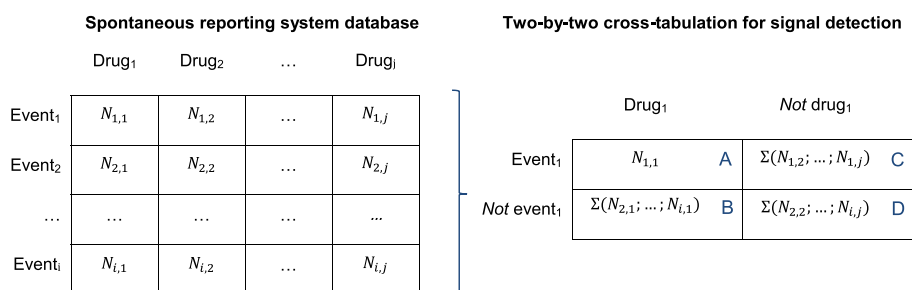 Spontaneous reporting system database
Two-by-two cross-tabulation for signal detection
Drug₁ Drug₂ … Drugⱼ
Event₁ N₁,₁ N₁,₂ … N₁,ⱼ
Event₂ N₂,₁ N₂,₂ … N₂,ⱼ
… … … … ...
Eventᵢ Nᵢ,₁ Nᵢ,₂ … Nᵢ,ⱼ
Drug₁ Not drug₁
Event₁ N₁,₁ A Σ(N₁,₂; …; N₁,ⱼ) C
Not event₁ Σ(N₂,₁; …; Nᵢ,₁) B Σ(N₂,₂; …; Nᵢ,ⱼ) D